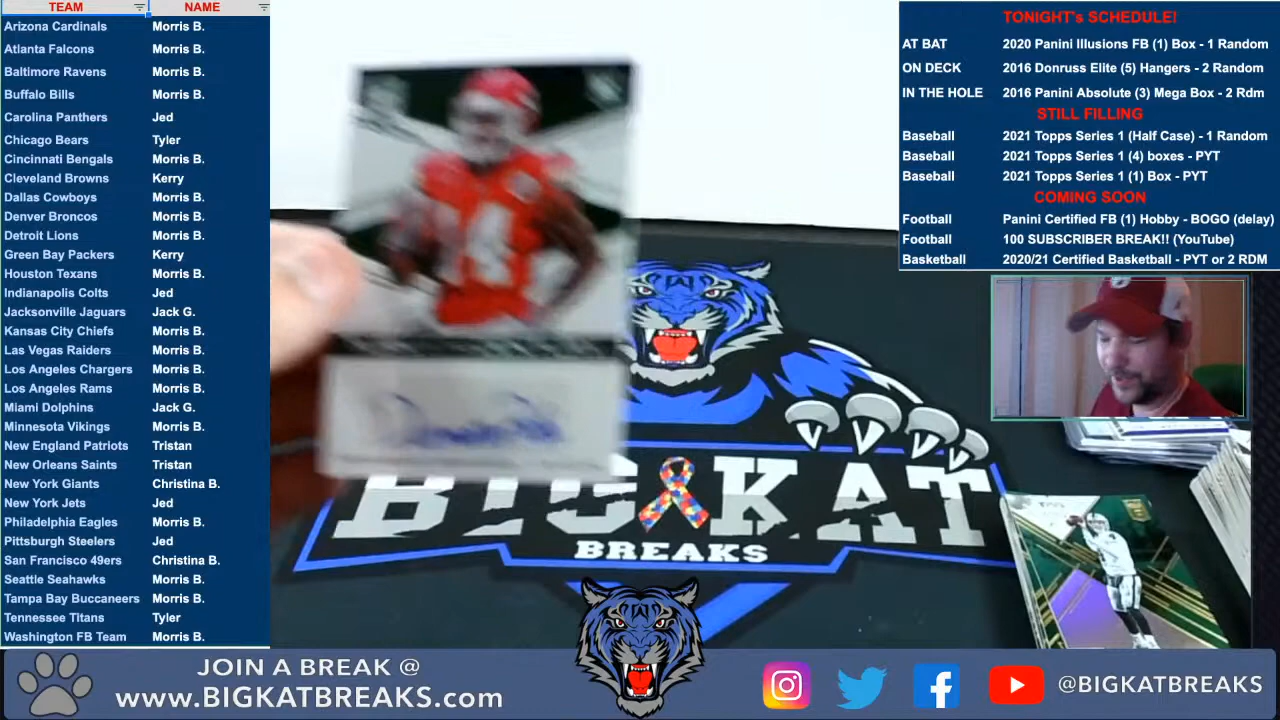 TEAM NAME
Arizona Cardinals Morris B.
Atlanta Falcons Morris B.
Baltimore Ravens Morris B.
Buffalo Bills Morris B.
Carolina Panthers Jed
Chicago Bears Tyler
Cincinnati Bengals Morris B.
Cleveland Browns Kerry
Dallas Cowboys Morris B.
Denver Broncos Morris B.
Detroit Lions Morris B.
Green Bay Packers Kerry
Houston Texans Morris B.
Indianapolis Colts Jed
Jacksonville Jaguars Jack G.
Kansas City Chiefs Morris B.
Las Vegas Raiders Morris B.
Los Angeles Chargers Morris B.
Los Angeles Rams Morris B.
Miami Dolphins Jack G.
Minnesota Vikings Morris B.
New England Patriots Tristan
New Orleans Saints Tristan
New York Giants Christina B.
New York Jets Jed
Philadelphia Eagles Morris B.
Pittsburgh Steelers Jed
San Francisco 49ers Christina B.
Seattle Seahawks Morris B.
Tampa Bay Buccaneers Morris B.
Tennessee Titans Tyler
Washington FB Team Morris B.
TONIGHT's SCHEDULE!
AT BAT 2020 Panini Illusions FB (1) Box - 1 Random
ON DECK 2016 Donruss Elite (5) Hangers - 2 Random
IN THE HOLE 2016 Panini Absolute (3) Mega Box - 2 Rdm
STILL FILLING
Baseball 2021 Topps Series 1 (Half Case) - 1 Random
Baseball 2021 Topps Series 1 (4) boxes - PYT
Baseball 2021 Topps Series 1 (1) Box - PYT
COMING SOON
Football Panini Certified FB (1) Hobby - BOGO (delay)
Football 100 SUBSCRIBER BREAK!! (YouTube)
Basketball 2020/21 Certified Basketball - PYT or 2 RDM
BIG KAT
BREAKS
JOIN A BREAK @
www.BIGKATBREAKS.com
@BIGKATBREAKS